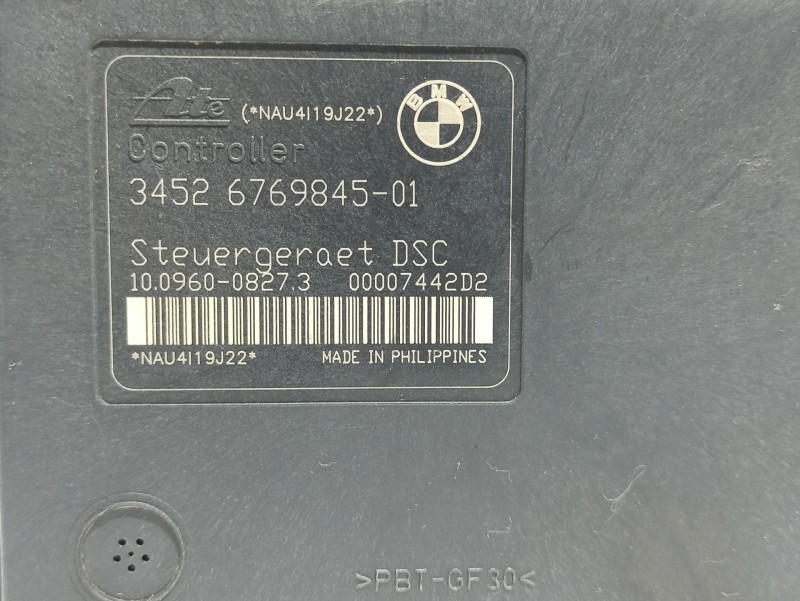 Ate (*NAU4I19J22*) BMW
Controller
3452 6769845-01
Steuergeraet DSC
10.0960-0827.3 00007442D2
*NAU4I19J22* MADE IN PHILIPPINES
>PBT-GF30<